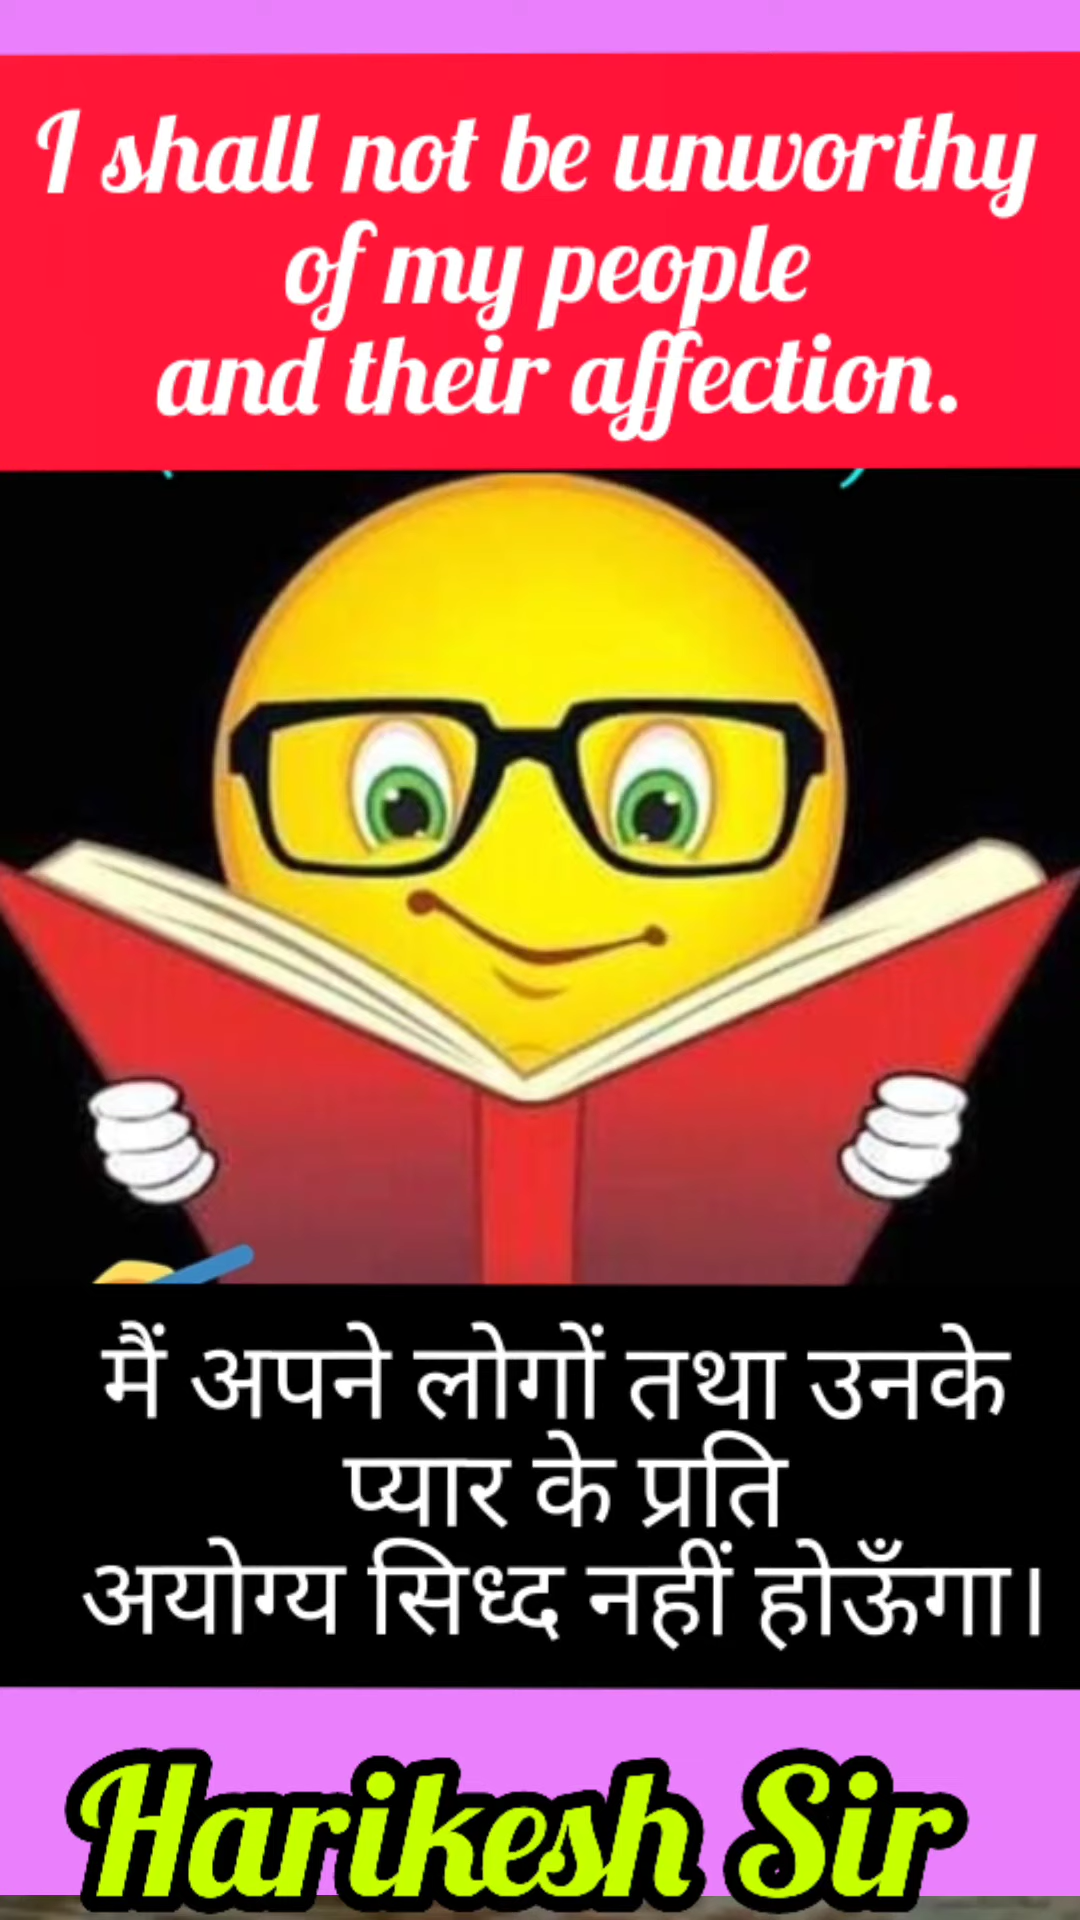 I shall not be unworthy
of my people
and their affection.
मैं अपने लोगों तथा उनके
प्यार के प्रति
अयोग्य सिध्द नहीं होऊँगा।
Harikesh Sir